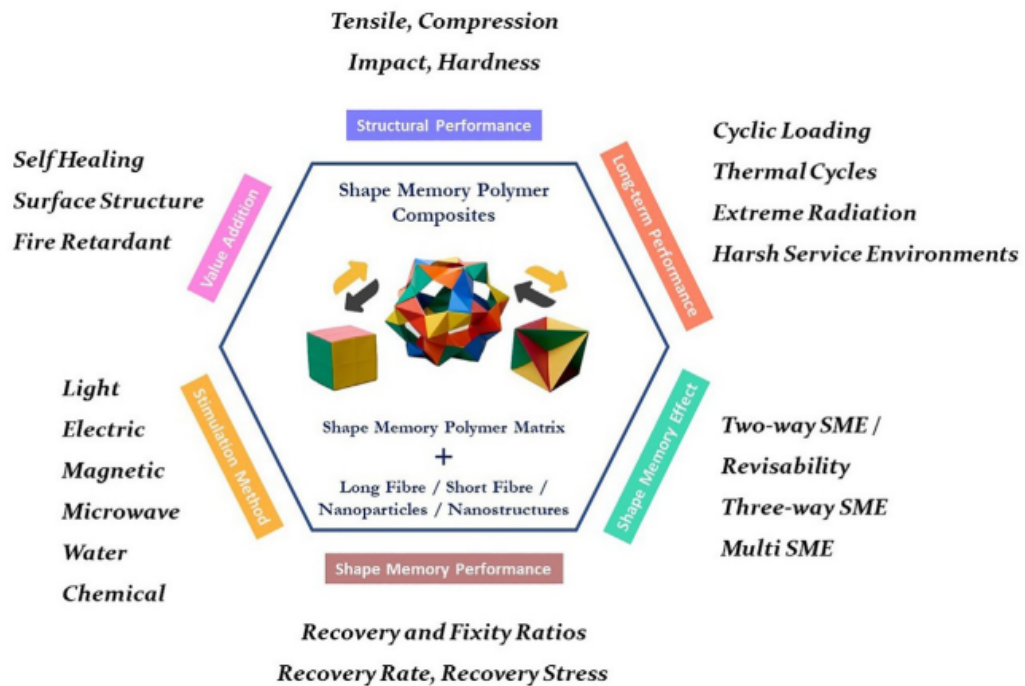 Tensile, Compression
Impact, Hardness
Structural Performance
Cyclic Loading
Thermal Cycles
Extreme Radiation
Harsh Service Environments
Long-term Performance
Self Healing
Surface Structure
Fire Retardant
Value Addition
Shape Memory Polymer
Composites
Shape Memory Polymer Matrix
+
Long Fibre / Short Fibre /
Nanoparticles / Nanostructures
Light
Electric
Magnetic
Microwave
Water
Chemical
Stimulation Method
Shape Memory Effect
Two-way SME /
Revisability
Three-way SME
Multi SME
Shape Memory Performance
Recovery and Fixity Ratios
Recovery Rate, Recovery Stress